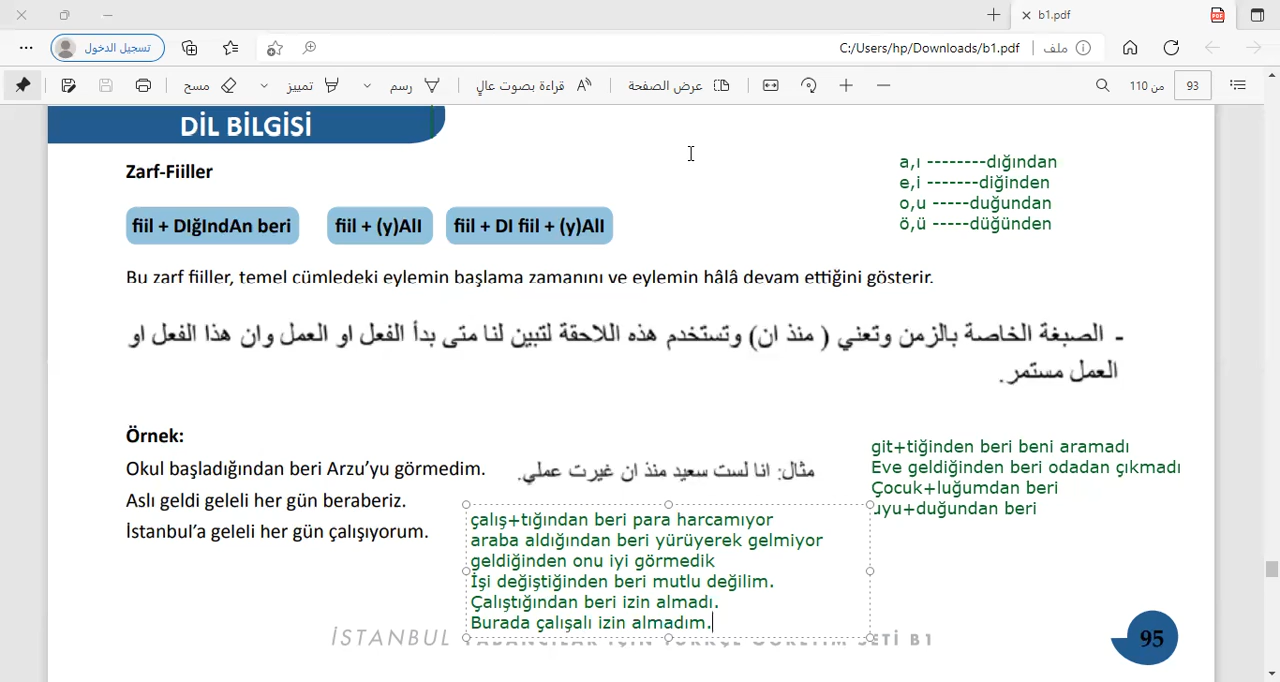 b1.pdf
تسجيل الدخول
C:/Users/hp/Downloads/b1.pdf
ملف
مسح
تمييز
رسم
قراءة بصوت عالٍ
عرض الصفحة
من 110
93
DİL BİLGİSİ
Zarf-Fiiller
fiil + DIğIndAn beri
fiil + (y)AlI
fiil + DI fiil + (y)AlI
a,ı --------dığından
e,i -------diğinden
o,u -----duğundan
ö,ü -----düğünden
Bu zarf fiiller, temel cümledeki eylemin başlama zamanını ve eylemin hâlâ devam ettiğini gösterir.
- الصيغة الخاصة بالزمن وتعني ( منذ ان) وتستخدم هذه اللاحقة لتبين لنا متى بدأ الفعل او العمل وان هذا الفعل او
العمل مستمر.
Örnek:
Okul başladığından beri Arzu’yu görmedim.
مثال: انا لست سعيد منذ ان غيرت عملي.
Aslı geldi geleli her gün beraberiz.
İstanbul’a geleli her gün çalışıyorum.
git+tiğinden beri beni aramadı
Eve geldiğinden beri odadan çıkmadı
Çocuk+luğumdan beri
uyu+duğundan beri
çalış+tığından beri para harcamıyor
araba aldığından beri yürüyerek gelmiyor
geldiğinden onu iyi görmedik
İşi değiştiğinden beri mutlu değilim.
Çalıştığından beri izin almadı.
Burada çalışalı izin almadım.
İSTANBUL YABANCILAR İÇİN TÜRKÇE ÖĞRETİM SETİ B1
95